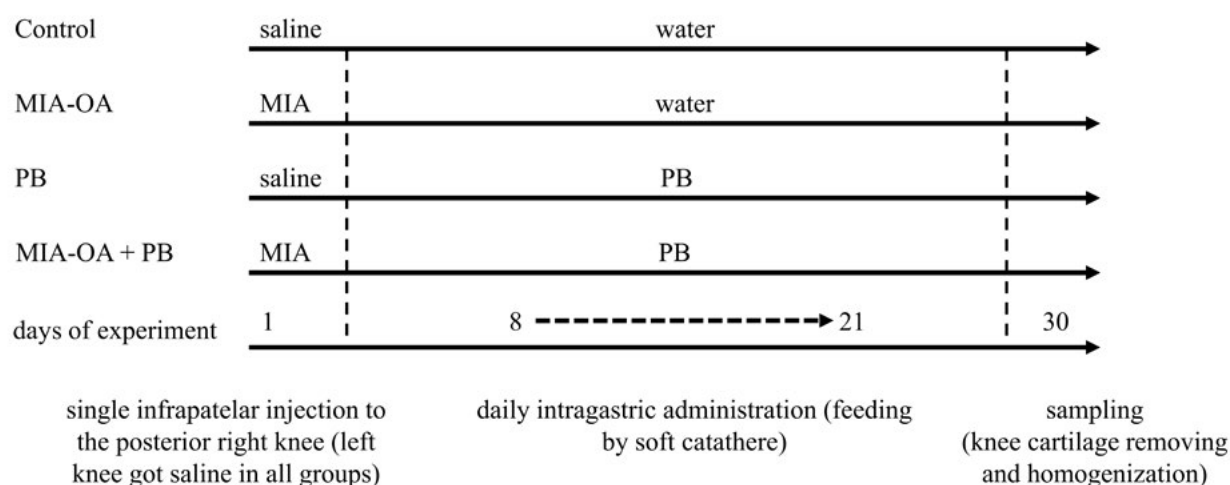 Control saline water
MIA-OA MIA water
PB saline PB
MIA-OA + PB MIA PB
days of experiment 1 8 21 30
single infrapatelar injection to
the posterior right knee (left
knee got saline in all groups)
daily intragastric administration (feeding
by soft catathere)
sampling
(knee cartilage removing
and homogenization)